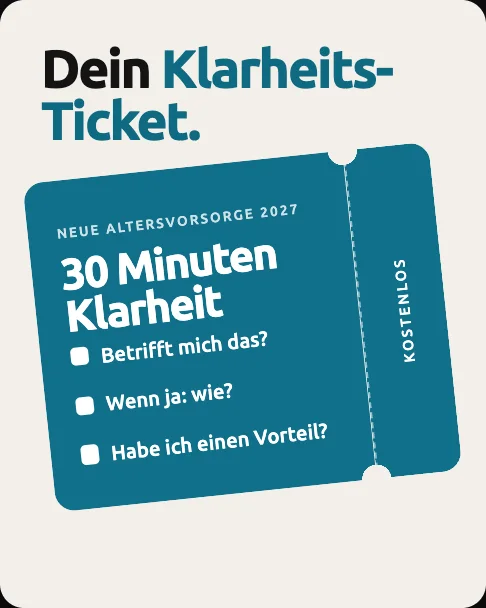 Dein Klarheits-
Ticket.
NEUE ALTERSVORSORGE 2027
30 Minuten
Klarheit
Betrifft mich das?
Wenn ja: wie?
Habe ich einen Vorteil?
KOSTENLOS